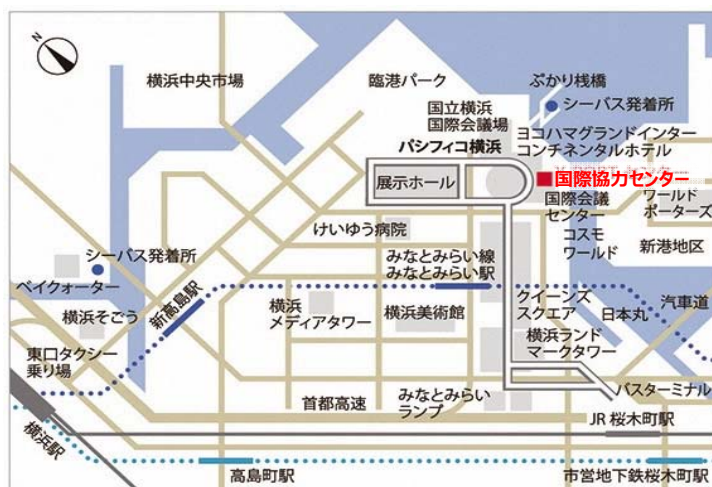 横浜中央市場
臨港パーク
ぷかり桟橋
シーバス発着所
国立横浜
国際会議場
ヨコハマグランドインター
コンチネンタルホテル
パシフィコ横浜
国際協力センター
展示ホール
国際会議
センター
ワールド
ポーターズ
けいゆう病院
コスモ
ワールド
新港地区
シーバス発着所
みなとみらい線
みなとみらい駅
ベイクォーター
新高島駅
横浜
メディアタワー
横浜美術館
クイーンズ
スクエア
日本丸
汽車道
横浜そごう
横浜ランド
マークタワー
東口タクシー
乗り場
首都高速
みなとみらい
ランプ
バスターミナル
JR 桜木町駅
横浜駅
高島町駅
市営地下鉄桜木町駅